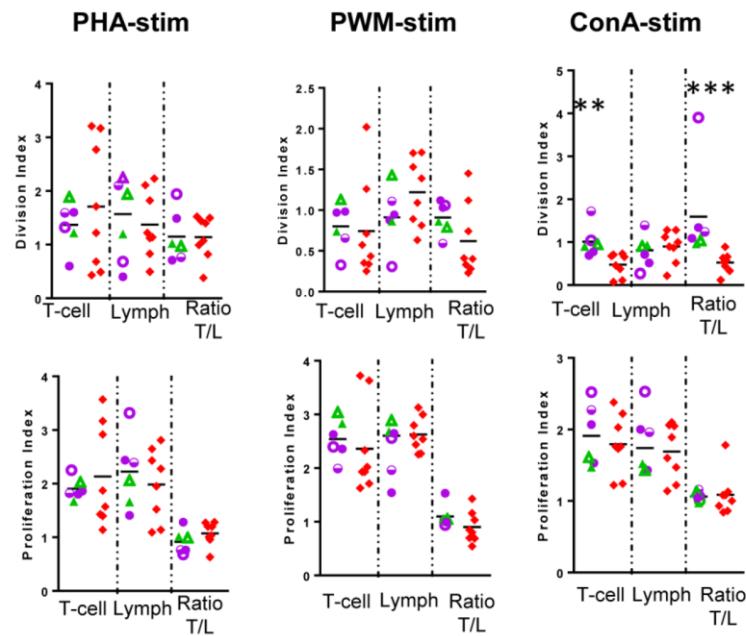 PHA-stim PWM-stim ConA-stim
Division Index
4
3
2
1
0
T-cell Lymph Ratio
T/L
Division Index
2.5
2.0
1.5
1.0
0.5
0.0
T-cell Lymph Ratio
T/L
Division Index
5
4
3
2
1
0
** ***
T-cell Lymph Ratio
T/L
Proliferation Index
4
3
2
1
0
T-cell Lymph Ratio
T/L
Proliferation Index
4
3
2
1
0
T-cell Lymph Ratio
T/L
Proliferation Index
3
2
1
0
T-cell Lymph Ratio
T/L